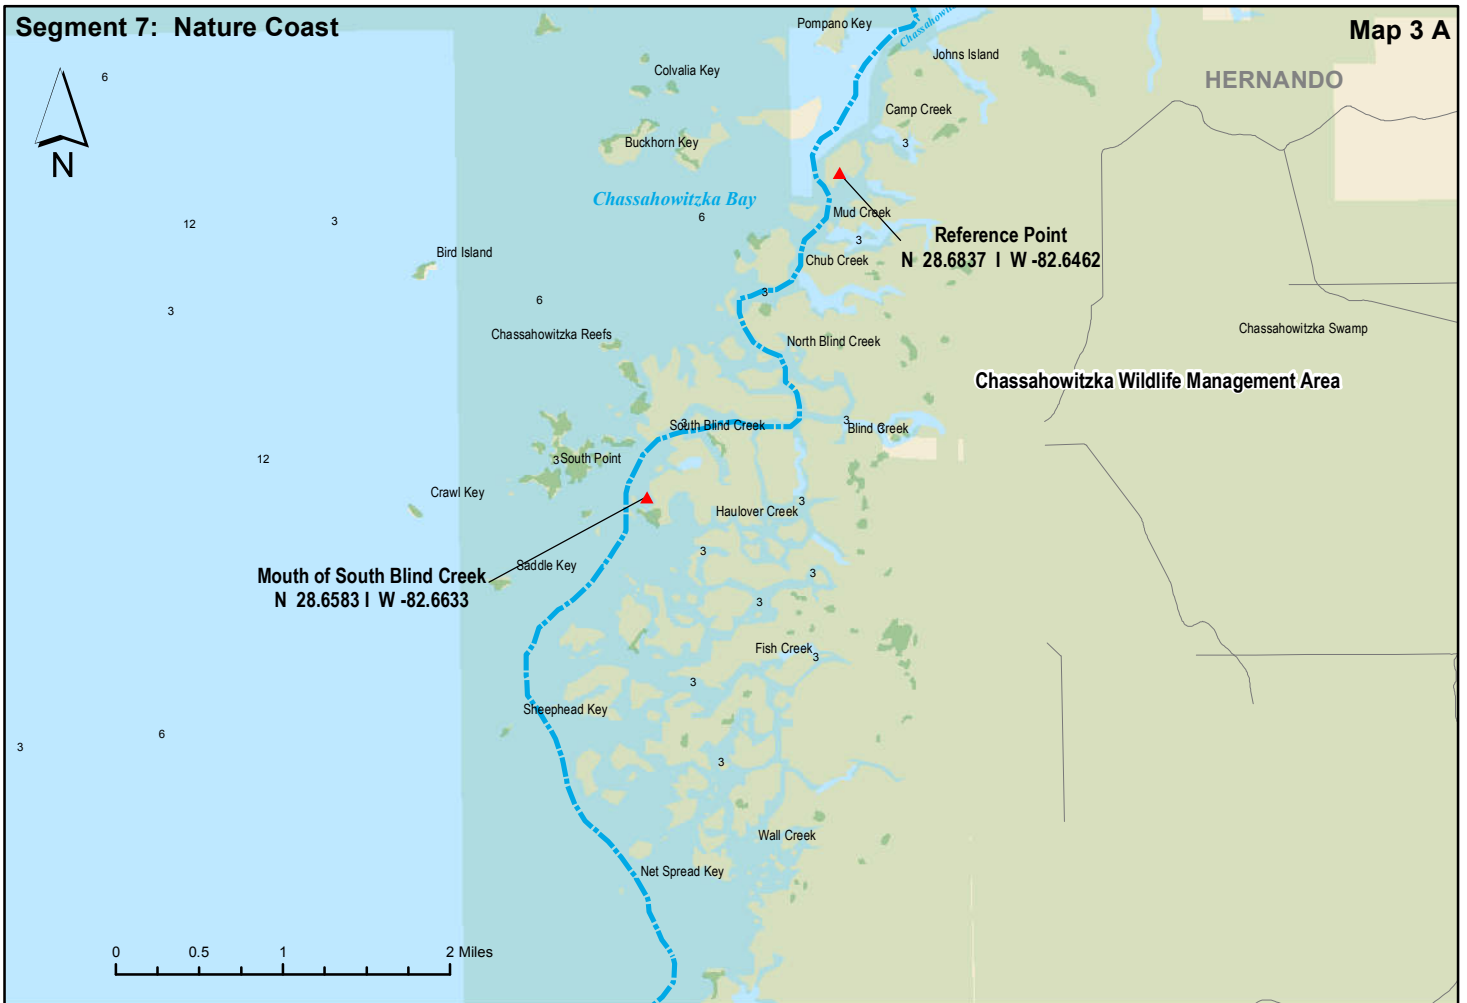 Segment 7: Nature Coast
Map 3 A
Pompano Key
Johns Island
HERNANDO
6
Colvalia Key
Camp Creek
3
Buckhorn Key
N
Chassahowitzka Bay
6
12
3
Mud Creek
3
Reference Point
N 28.6837 I W -82.6462
Bird Island
Chub Creek
3
6
3
Chassahowitzka Reefs
North Blind Creek
Chassahowitzka Swamp
Chassahowitzka Wildlife Management Area
3
South Blind Creek
3
Blind Creek
3
12
3
South Point
Crawl Key
3
Haulover Creek
3
Saddle Key
3
Mouth of South Blind Creek
N 28.6583 I W -82.6633
3
Fish Creek
3
3
Sheephead Key
3
6
3
Wall Creek
Net Spread Key
0 0.5 1 2 Miles